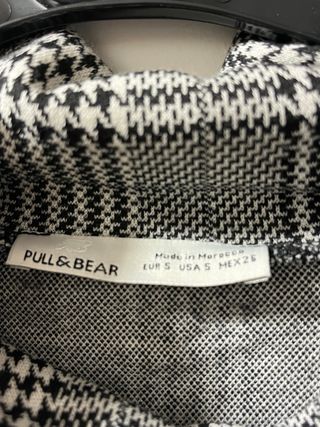 PULL&BEAR
Made in Morocco
EUR S USA S MEX 26